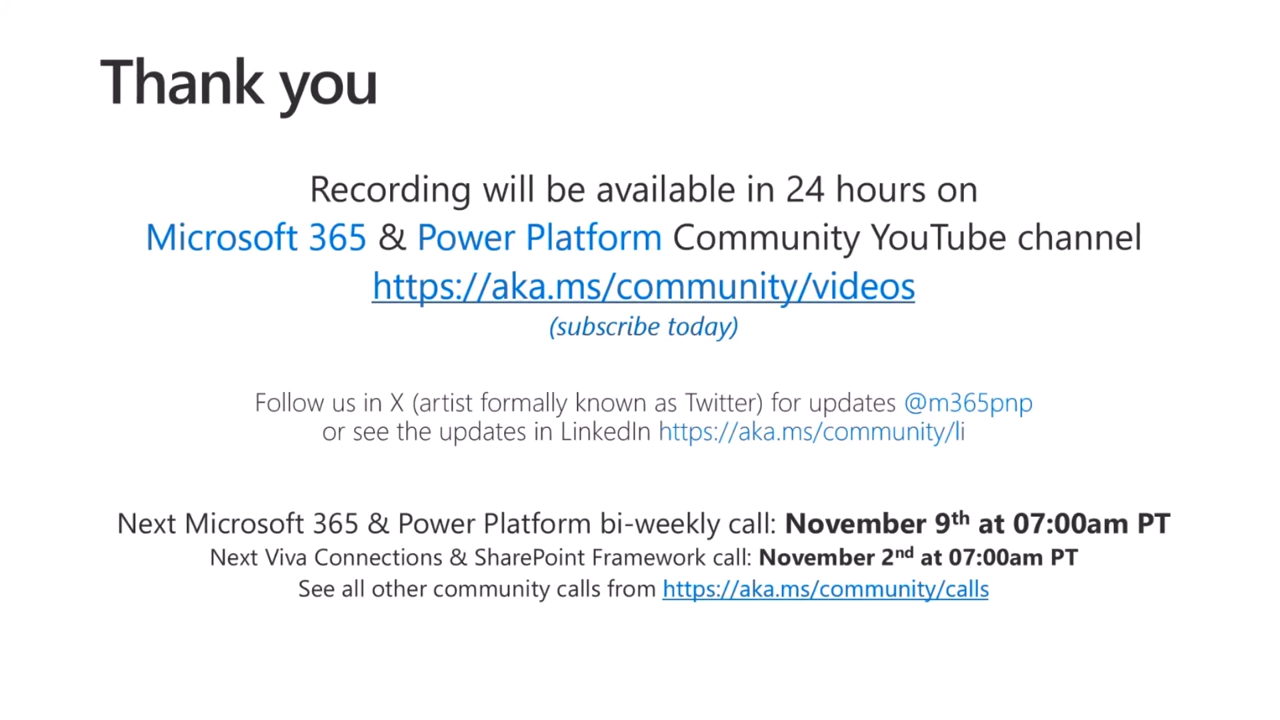 Thank you
Recording will be available in 24 hours on
Microsoft 365 & Power Platform Community YouTube channel
https://aka.ms/community/videos
(subscribe today)
Follow us in X (artist formally known as Twitter) for updates @m365pnp
or see the updates in LinkedIn https://aka.ms/community/li
Next Microsoft 365 & Power Platform bi-weekly call: November 9th at 07:00am PT
Next Viva Connections & SharePoint Framework call: November 2nd at 07:00am PT
See all other community calls from https://aka.ms/community/calls